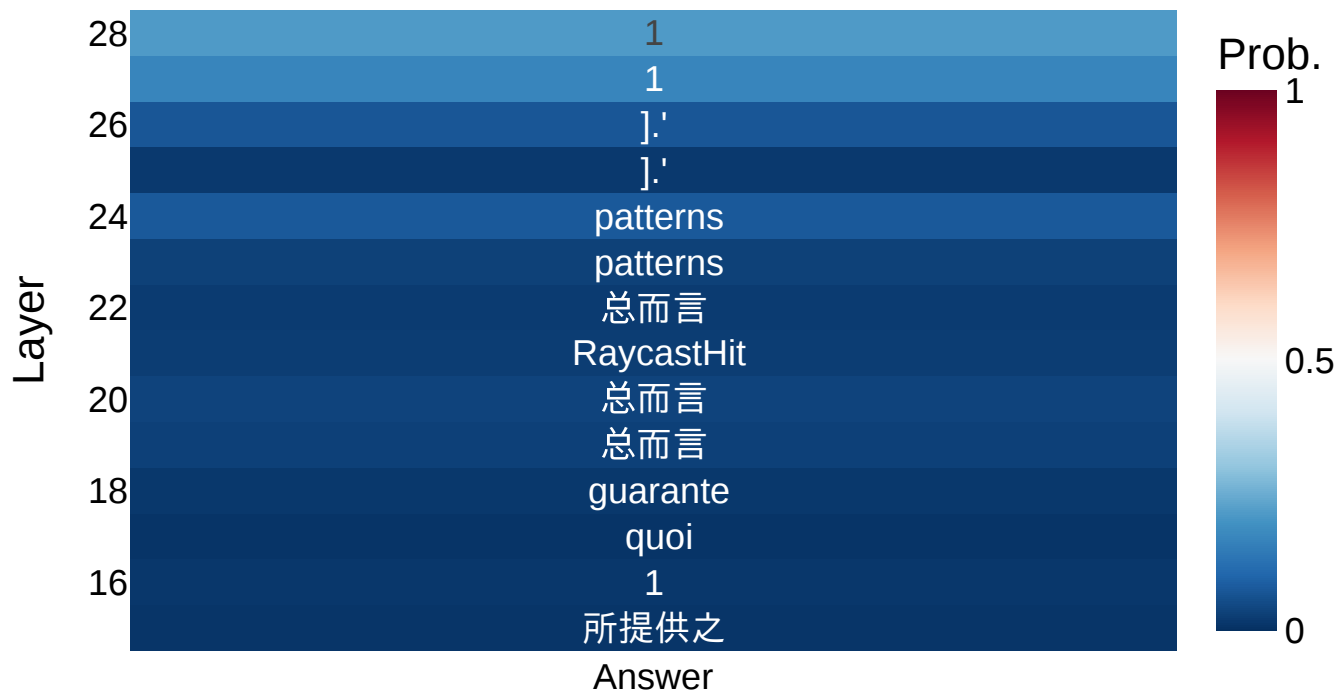 28
1
Prob.
1
1
26
].'
].'
24
patterns
patterns
22
总而言
RaycastHit
0.5
20
总而言
总而言
18
guarante
quoi
16
1
所提供之
0
Layer
Answer